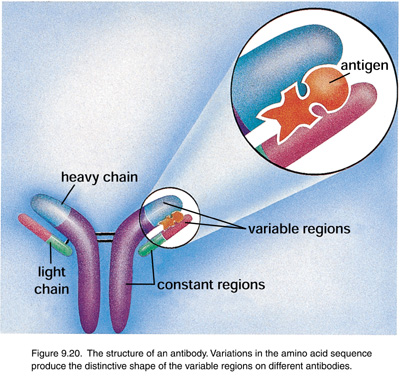 antigen
heavy chain
variable regions
light
chain
constant regions
Figure 9.20. The structure of an antibody. Variations in the amino acid sequence
produce the distinctive shape of the variable regions on different antibodies.